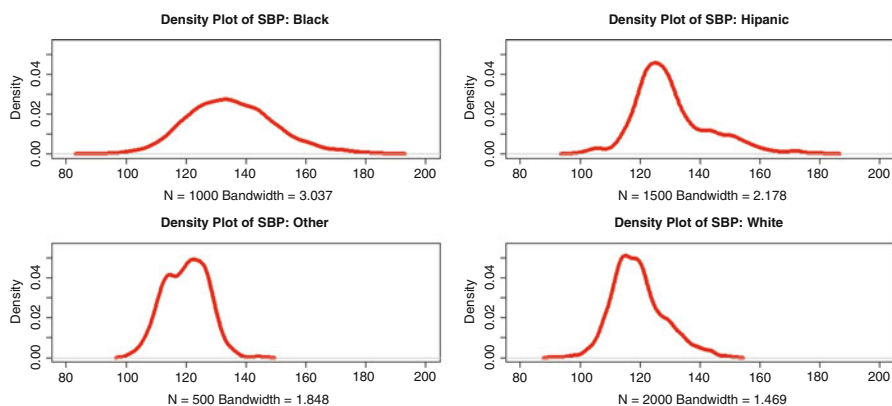 Density Plot of SBP: Black
Density
0.04
0.02
0.00
80 100 120 140 160 180 200
N = 1000 Bandwidth = 3.037
Density Plot of SBP: Hipanic
Density
0.04
0.02
0.00
80 100 120 140 160 180 200
N = 1500 Bandwidth = 2.178
Density Plot of SBP: Other
Density
0.04
0.02
0.00
80 100 120 140 160 180 200
N = 500 Bandwidth = 1.848
Density Plot of SBP: White
Density
0.04
0.02
0.00
80 100 120 140 160 180 200
N = 2000 Bandwidth = 1.469